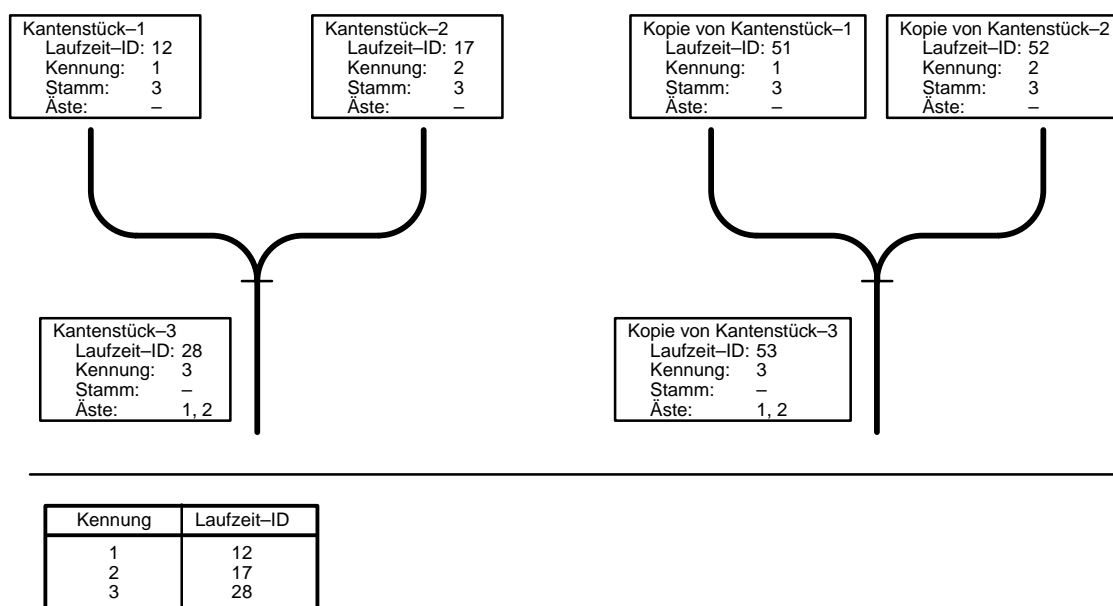 Kantenstück–1
Laufzeit–ID: 12
Kennung: 1
Stamm: 3
Äste: –
Kantenstück–2
Laufzeit–ID: 17
Kennung: 2
Stamm: 3
Äste: –
Kopie von Kantenstück–1
Laufzeit–ID: 51
Kennung: 1
Stamm: 3
Äste: –
Kopie von Kantenstück–2
Laufzeit–ID: 52
Kennung: 2
Stamm: 3
Äste: –
Kantenstück–3
Laufzeit–ID: 28
Kennung: 3
Stamm: –
Äste: 1, 2
Kopie von Kantenstück–3
Laufzeit–ID: 53
Kennung: 3
Stamm: –
Äste: 1, 2
Kennung Laufzeit–ID
1 12
2 17
3 28